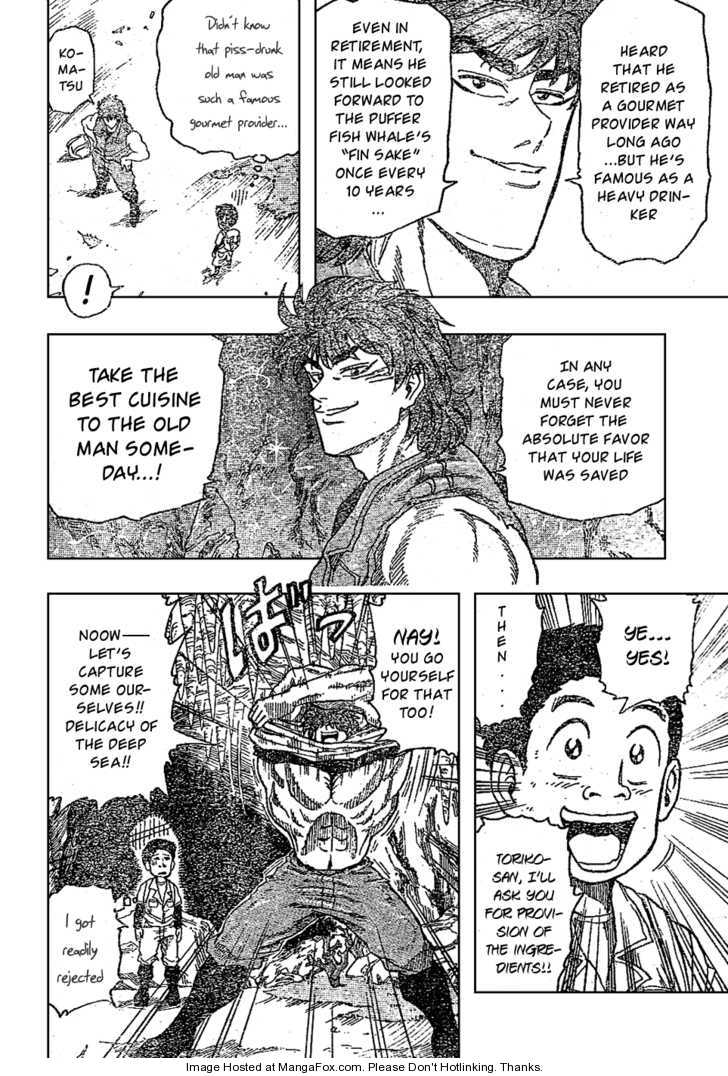 HEARD
THAT HE
RETIRED AS
A GOURMET
PROVIDER WAY
LONG AGO
...BUT HE'S
FAMOUS AS A
HEAVY DRIN-
KER
EVEN IN
RETIREMENT,
IT MEANS HE
STILL LOOKED
FORWARD TO
THE PUFFER
FISH WHALE'S
"FIN SAKE"
ONCE EVERY
10 YEARS
...
Didn't know
that piss-drunk
old man was
such a famous
gourmet provider...
KO-
MA-
TSU
!
IN ANY
CASE, YOU
MUST NEVER
FORGET THE
ABSOLUTE FAVOR
THAT YOUR LIFE
WAS SAVED
TAKE THE
BEST CUISINE
TO THE OLD
MAN SOME-
DAY...!
YE...
YES!
THEN...
TORIKO-
SAN, I'LL
ASK YOU
FOR PROVI-
SION OF
THE INGRE-
DIENTS!!
NAY!
YOU GO
YOURSELF
FOR THAT
TOO!
ばっ
NOOW——
LET'S
CAPTURE
SOME OUR-
SELVES!!
DELICACY OF
THE DEEP
SEA!!
I got
readily
rejected
Image Hosted at MangaFox.com. Please Don't Hotlinking. Thanks.